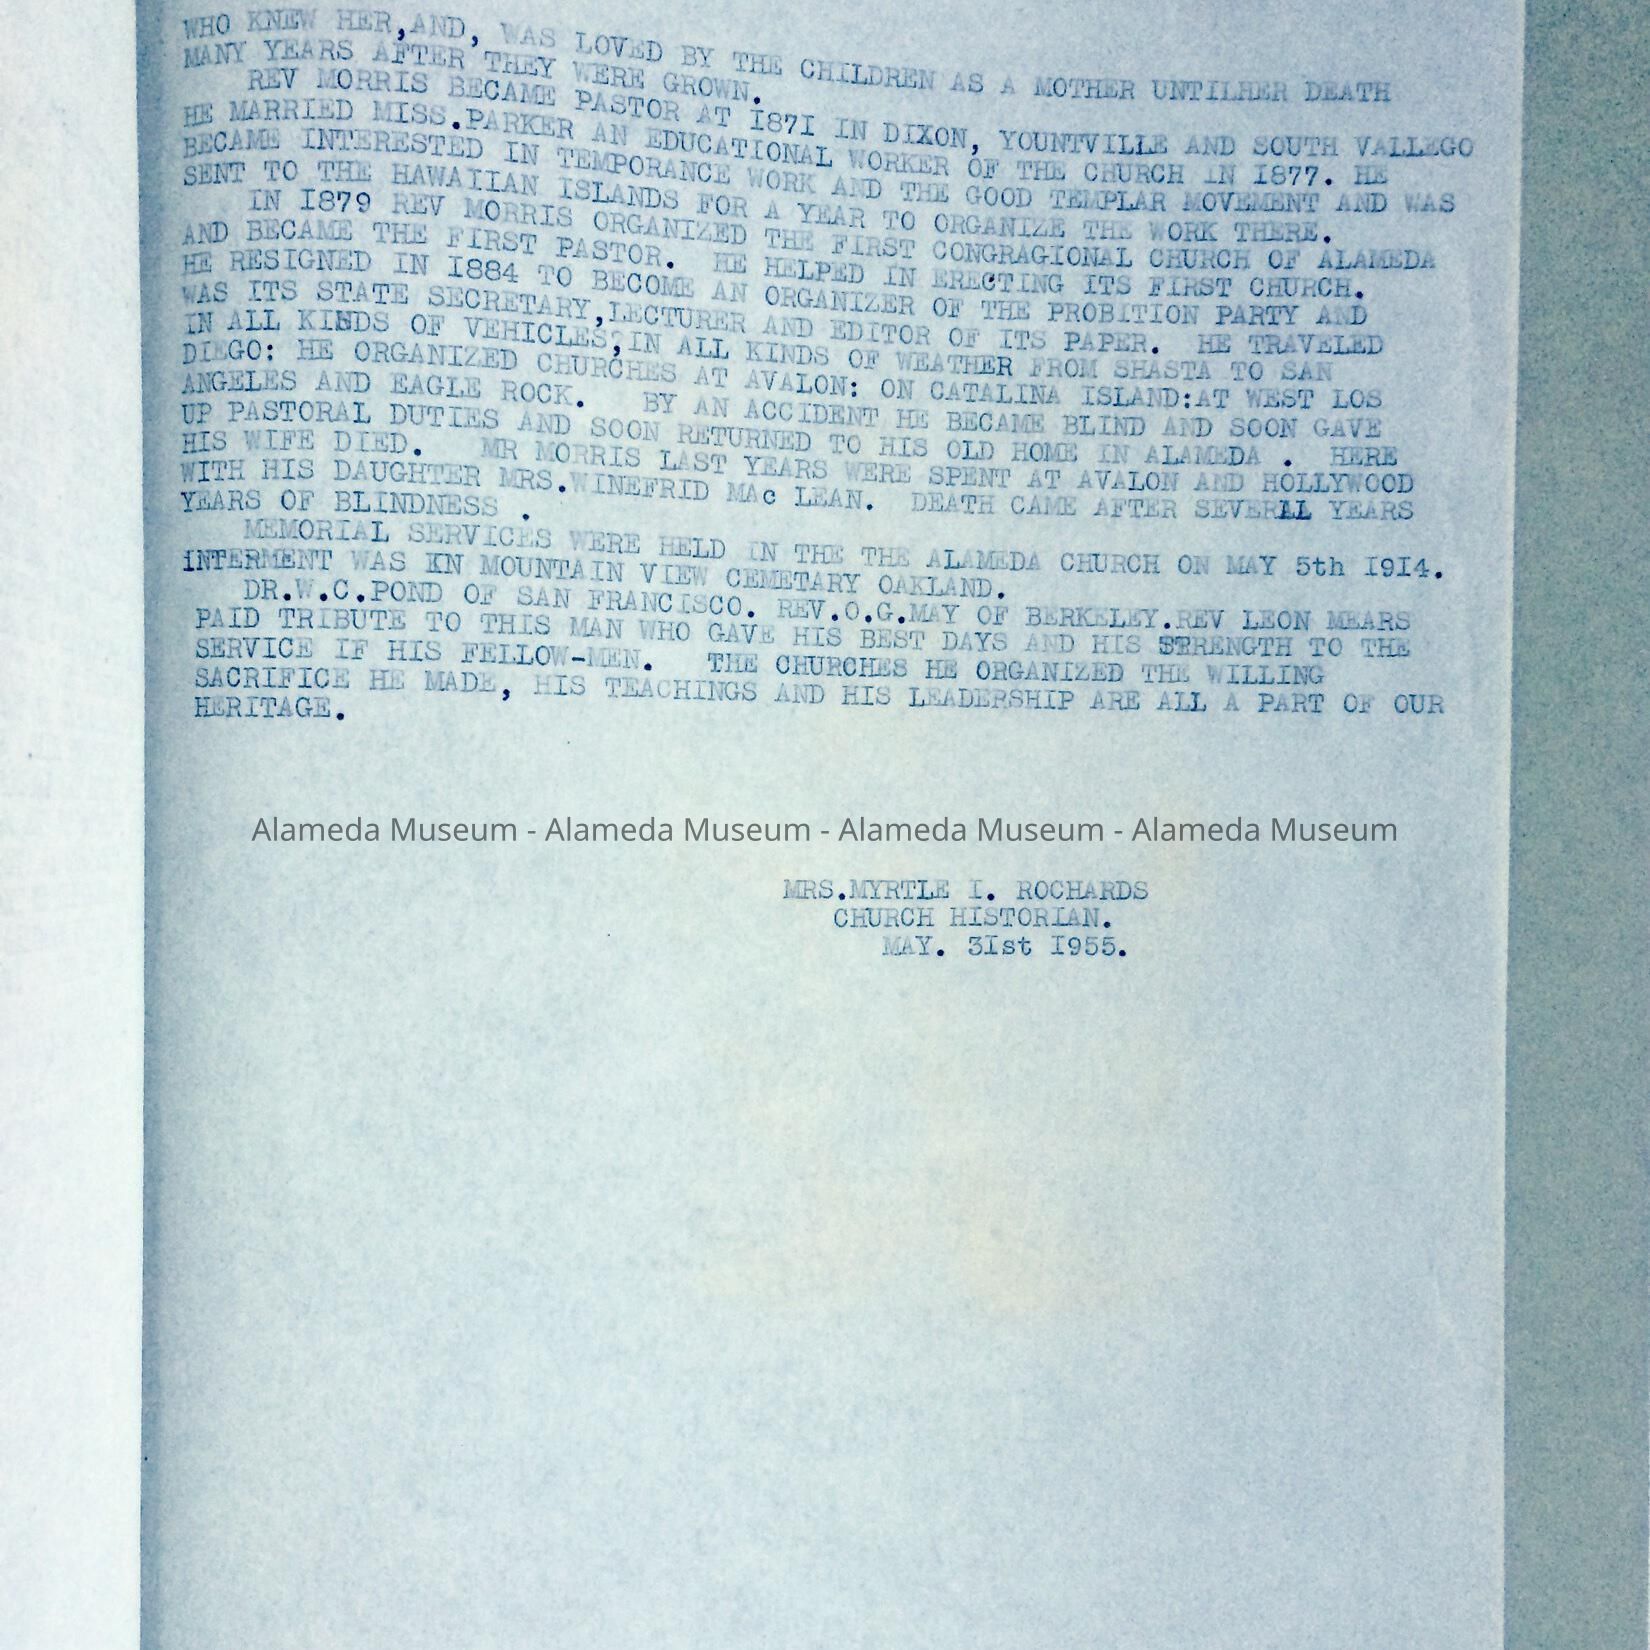 WHO KNEW HER,AND, WAS LOVED BY THE CHILDREN AS A MOTHER UNTILHER DEATH
MANY YEARS AFTER THEY WERE GROWN.
REV MORRIS BECAME PASTOR AT I87I IN DIXON, YOUNTVILLE AND SOUTH VALLEGO
HE MARRIED MISS.PARKER AN EDUCATIONAL WORKER OF THE CHURCH IN I877. HE
BECAME INTERESTED IN TEMPORANCE WORK AND THE GOOD TEMPLAR MOVEMENT AND WAS
SENT TO THE HAWAIIAN ISLANDS FOR A YEAR TO ORGANIZE THE WORK THERE.
IN I879 REV MORRIS ORGANIZED THE FIRST CONGRAGIONAL CHURCH OF ALAMEDA
AND BECAME THE FIRST PASTOR. HE HELPED IN ERECTING ITS FIRST CHURCH.
HE RESIGNED IN I884 TO BECOME AN ORGANIZER OF THE PROBITION PARTY AND
WAS ITS STATE SECRETARY,LECTURER AND EDITOR OF ITS PAPER. HE TRAVELED
IN ALL KINDS OF VEHICLES;IN ALL KINDS OF WEATHER FROM SHASTA TO SAN
DIEGO: HE ORGANIZED CHURCHES AT AVALON: ON CATALINA ISLAND:AT WEST LOS
ANGELES AND EAGLE ROCK. BY AN ACCIDENT HE BECAME BLIND AND SOON GAVE
UP PASTORAL DUTIES AND SOON RETURNED TO HIS OLD HOME IN ALAMEDA . HERE
HIS WIFE DIED. MR MORRIS LAST YEARS WERE SPENT AT AVALON AND HOLLYWOOD
WITH HIS DAUGHTER MRS.WINEFRID MAc LEAN. DEATH CAME AFTER SEVERAL YEARS
YEARS OF BLINDNESS .
MEMORIAL SERVICES WERE HELD IN THE THE ALAMEDA CHURCH ON MAY 5th I9I4.
iNTERMENT WAS IN MOUNTAIN VIEW CEMETARY OAKLAND.
DR.W.C.POND OF SAN FRANCISCO. REV.O.G.MAY OF BERKELEY.REV LEON MEARS
PAID TRIBUTE TO THIS MAN WHO GAVE HIS BEST DAYS AND HIS STRENGTH TO THE
SERVICE IF HIS FELLOW-MEN. THE CHURCHES HE ORGANIZED THE WILLING
SACRIFICE HE MADE, HIS TEACHINGS AND HIS LEADERSHIP ARE ALL A PART OF OUR
HERITAGE.
Alameda Museum - Alameda Museum - Alameda Museum - Alameda Museum
MRS.MYRTLE I. ROCHARDS
CHURCH HISTORIAN.
MAY. 3Ist I955.